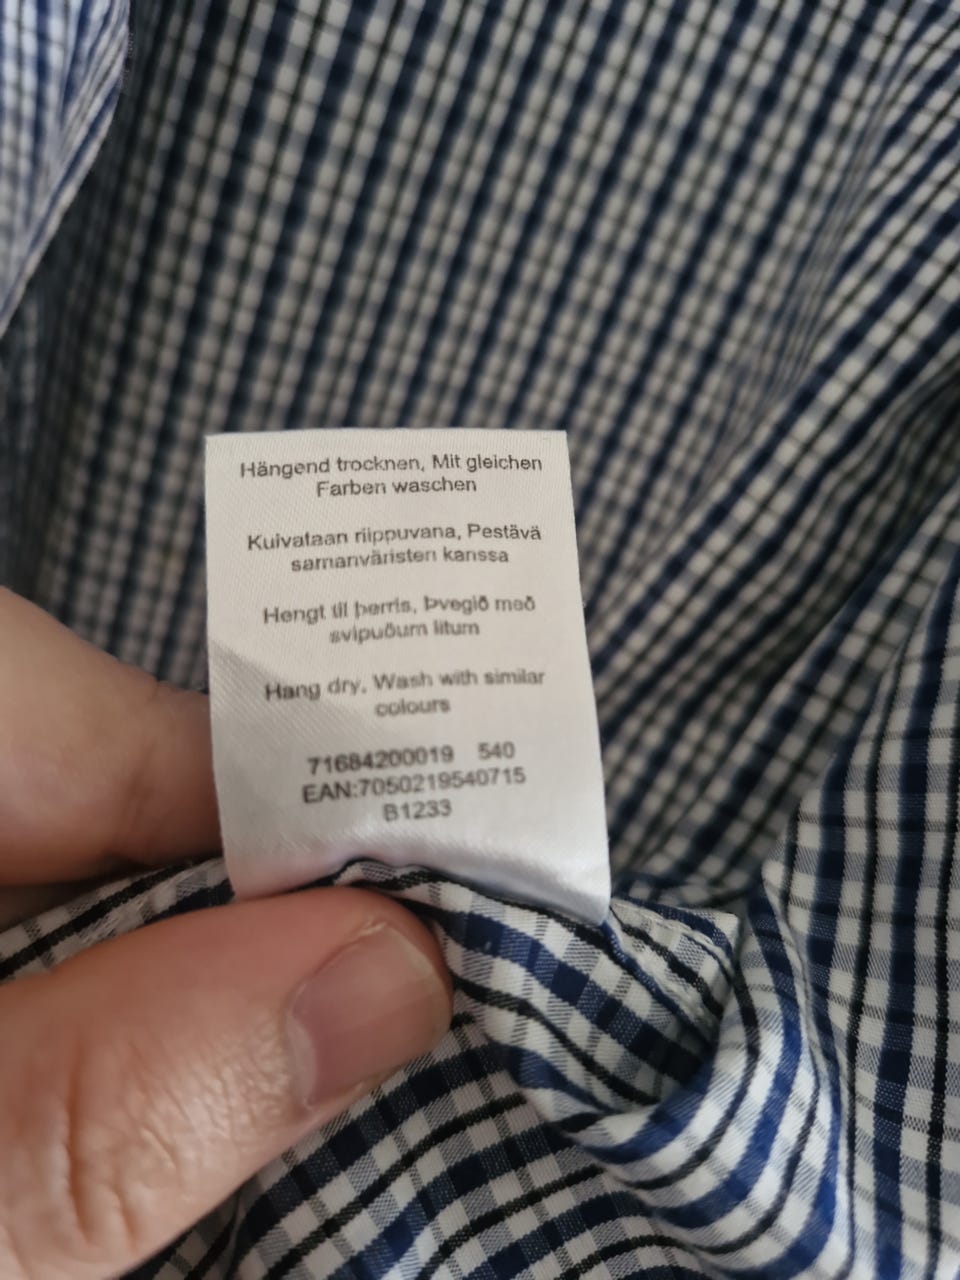 Hängend trocknen, Mit gleichen
Farben waschen
Kuivataan riippuvana, Pestävä
samanväristen kanssa
Hengt til þerris, Þvegið með
svipuðum litum
Hang dry, Wash with similar
colours
71684200019 540
EAN:7050219540715
B1233